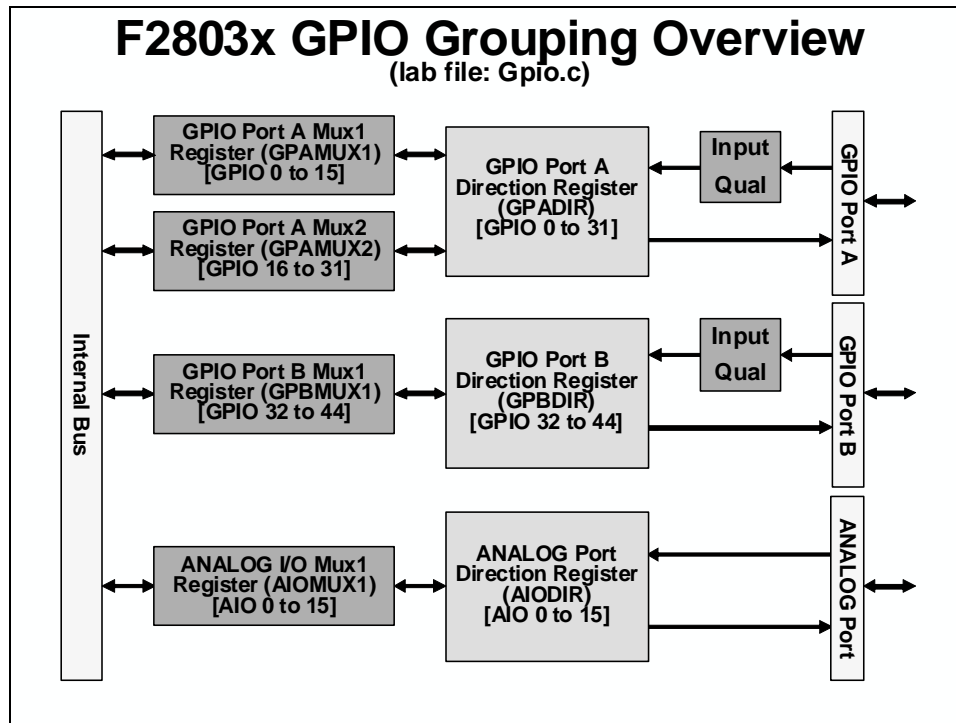 F2803x GPIO Grouping Overview
(lab file: Gpio.c)
Internal Bus
GPIO Port A Mux1
Register (GPAMUX1)
[GPIO 0 to 15]
GPIO Port A Mux2
Register (GPAMUX2)
[GPIO 16 to 31]
GPIO Port A
Direction Register
(GPADIR)
[GPIO 0 to 31]
Input
Qual
GPIO Port A
GPIO Port B Mux1
Register (GPBMUX1)
[GPIO 32 to 44]
GPIO Port B
Direction Register
(GPBDIR)
[GPIO 32 to 44]
Input
Qual
GPIO Port B
ANALOG I/O Mux1
Register (AIOMUX1)
[AIO 0 to 15]
ANALOG Port
Direction Register
(AIODIR)
[AIO 0 to 15]
ANALOG Port